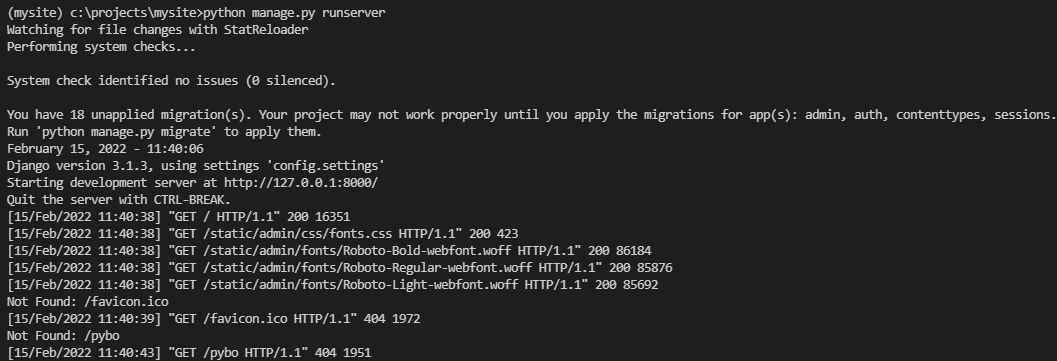 (mysite) c:\projects\mysite>python manage.py runserver
Watching for file changes with StatReloader
Performing system checks...
System check identified no issues (0 silenced).
You have 18 unapplied migration(s). Your project may not work properly until you apply the migrations for app(s): admin, auth, contenttypes, sessions.
Run 'python manage.py migrate' to apply them.
February 15, 2022 - 11:40:06
Django version 3.1.3, using settings 'config.settings'
Starting development server at http://127.0.0.1:8000/
Quit the server with CTRL-BREAK.
[15/Feb/2022 11:40:38] "GET / HTTP/1.1" 200 16351
[15/Feb/2022 11:40:38] "GET /static/admin/css/fonts.css HTTP/1.1" 200 423
[15/Feb/2022 11:40:38] "GET /static/admin/fonts/Roboto-Bold-webfont.woff HTTP/1.1" 200 86184
[15/Feb/2022 11:40:38] "GET /static/admin/fonts/Roboto-Regular-webfont.woff HTTP/1.1" 200 85876
[15/Feb/2022 11:40:38] "GET /static/admin/fonts/Roboto-Light-webfont.woff HTTP/1.1" 200 85692
Not Found: /favicon.ico
[15/Feb/2022 11:40:39] "GET /favicon.ico HTTP/1.1" 404 1972
Not Found: /pybo
[15/Feb/2022 11:40:43] "GET /pybo HTTP/1.1" 404 1951